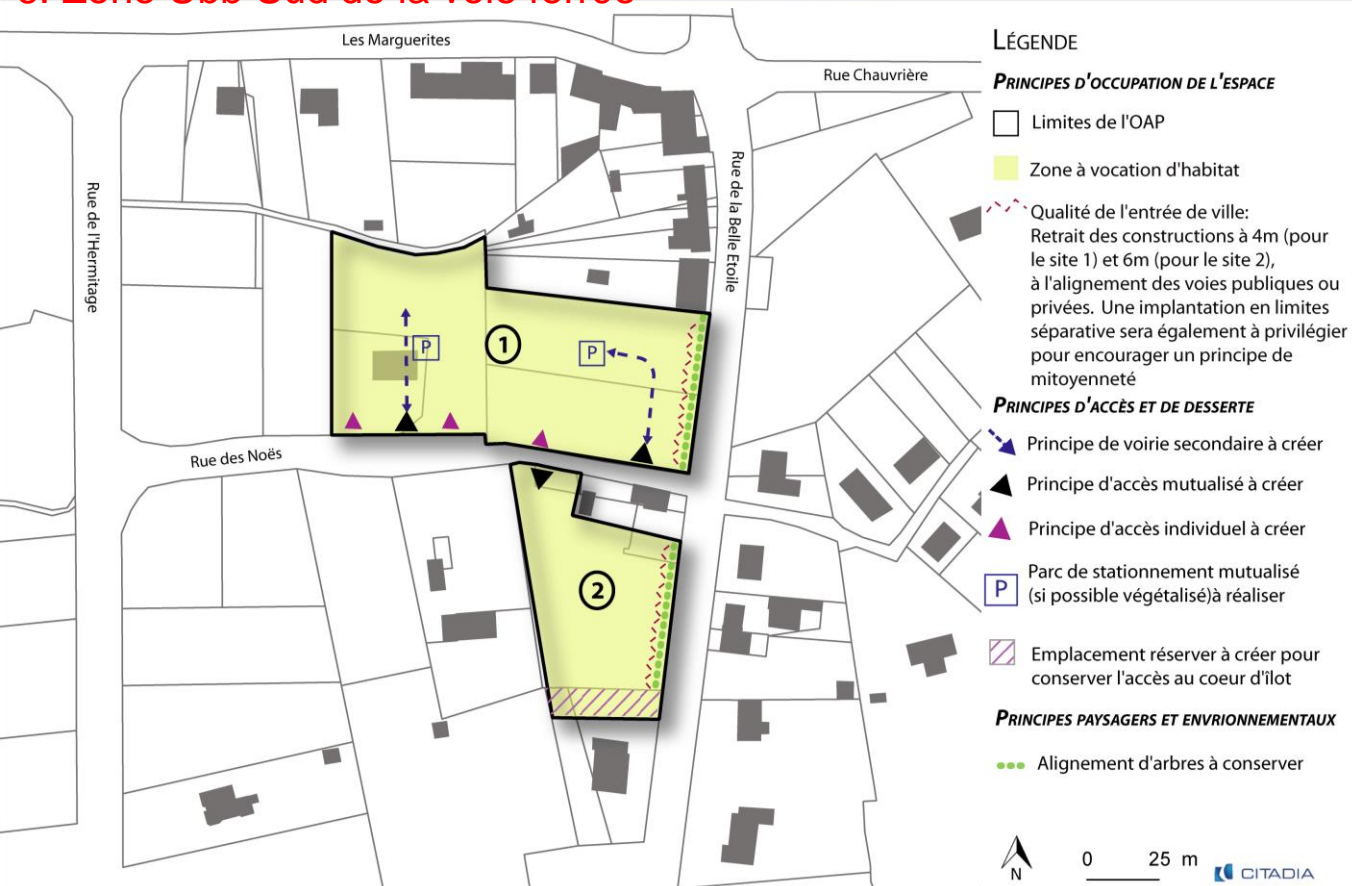 Les Marguerites
Rue Chauvrière
Rue de l'Hermitage
Rue de la Belle Etoile
Rue des Noës
1
2
P
P
LÉGENDE
PRINCIPES D'OCCUPATION DE L'ESPACE
Limites de l'OAP
Zone à vocation d'habitat
Qualité de l'entrée de ville:
Retrait des constructions à 4m (pour
le site 1) et 6m (pour le site 2),
à l'alignement des voies publiques ou
privées. Une implantation en limites
séparative sera également à privilégier
pour encourager un principe de
mitoyenneté
PRINCIPES D'ACCÈS ET DE DESSERTE
Principe de voirie secondaire à créer
Principe d'accès mutualisé à créer
Principe d'accès individuel à créer
P
Parc de stationnement mutualisé
(si possible végétalisé)à réaliser
Emplacement réserver à créer pour
conserver l'accès au coeur d'îlot
PRINCIPES PAYSAGERS ET ENVRIONNEMENTAUX
Alignement d'arbres à conserver
N
0 25 m
CITADIA